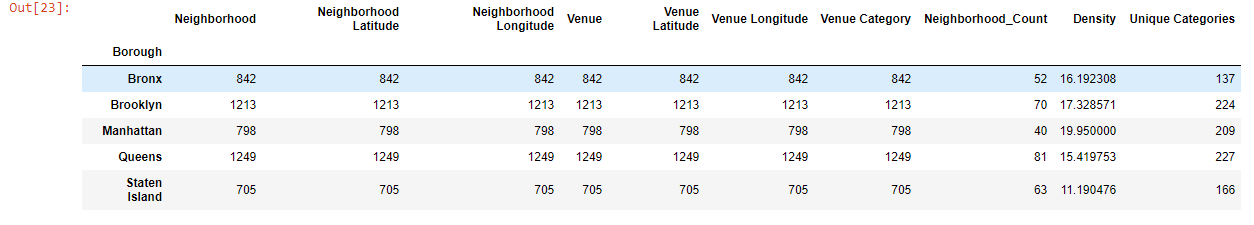 Out[23]:
Neighborhood Neighborhood Latitude Neighborhood Longitude Venue Venue Latitude Venue Longitude Venue Category Neighborhood_Count Density Unique Categories
Borough
Bronx 842 842 842 842 842 842 842 52 16.192308 137
Brooklyn 1213 1213 1213 1213 1213 1213 1213 70 17.328571 224
Manhattan 798 798 798 798 798 798 798 40 19.950000 209
Queens 1249 1249 1249 1249 1249 1249 1249 81 15.419753 227
Staten Island 705 705 705 705 705 705 705 63 11.190476 166